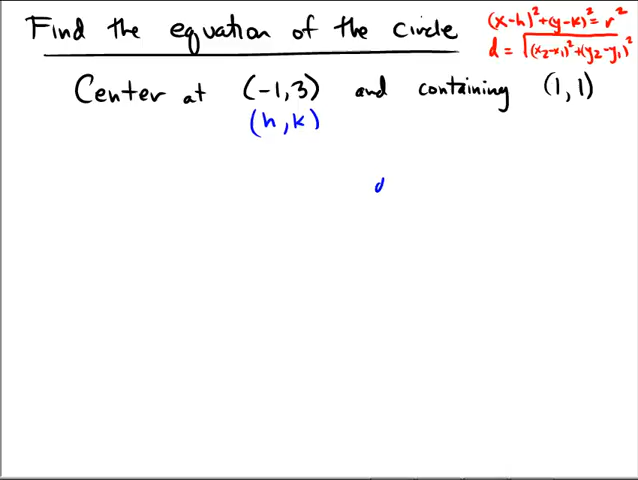 Find the equation of the circle
(x-h)²+(y-k)²=r²
d=√(x₂-x₁)²+(y₂-y₁)²
Center at (-1,3) and containing (1,1)
(h,k)
d